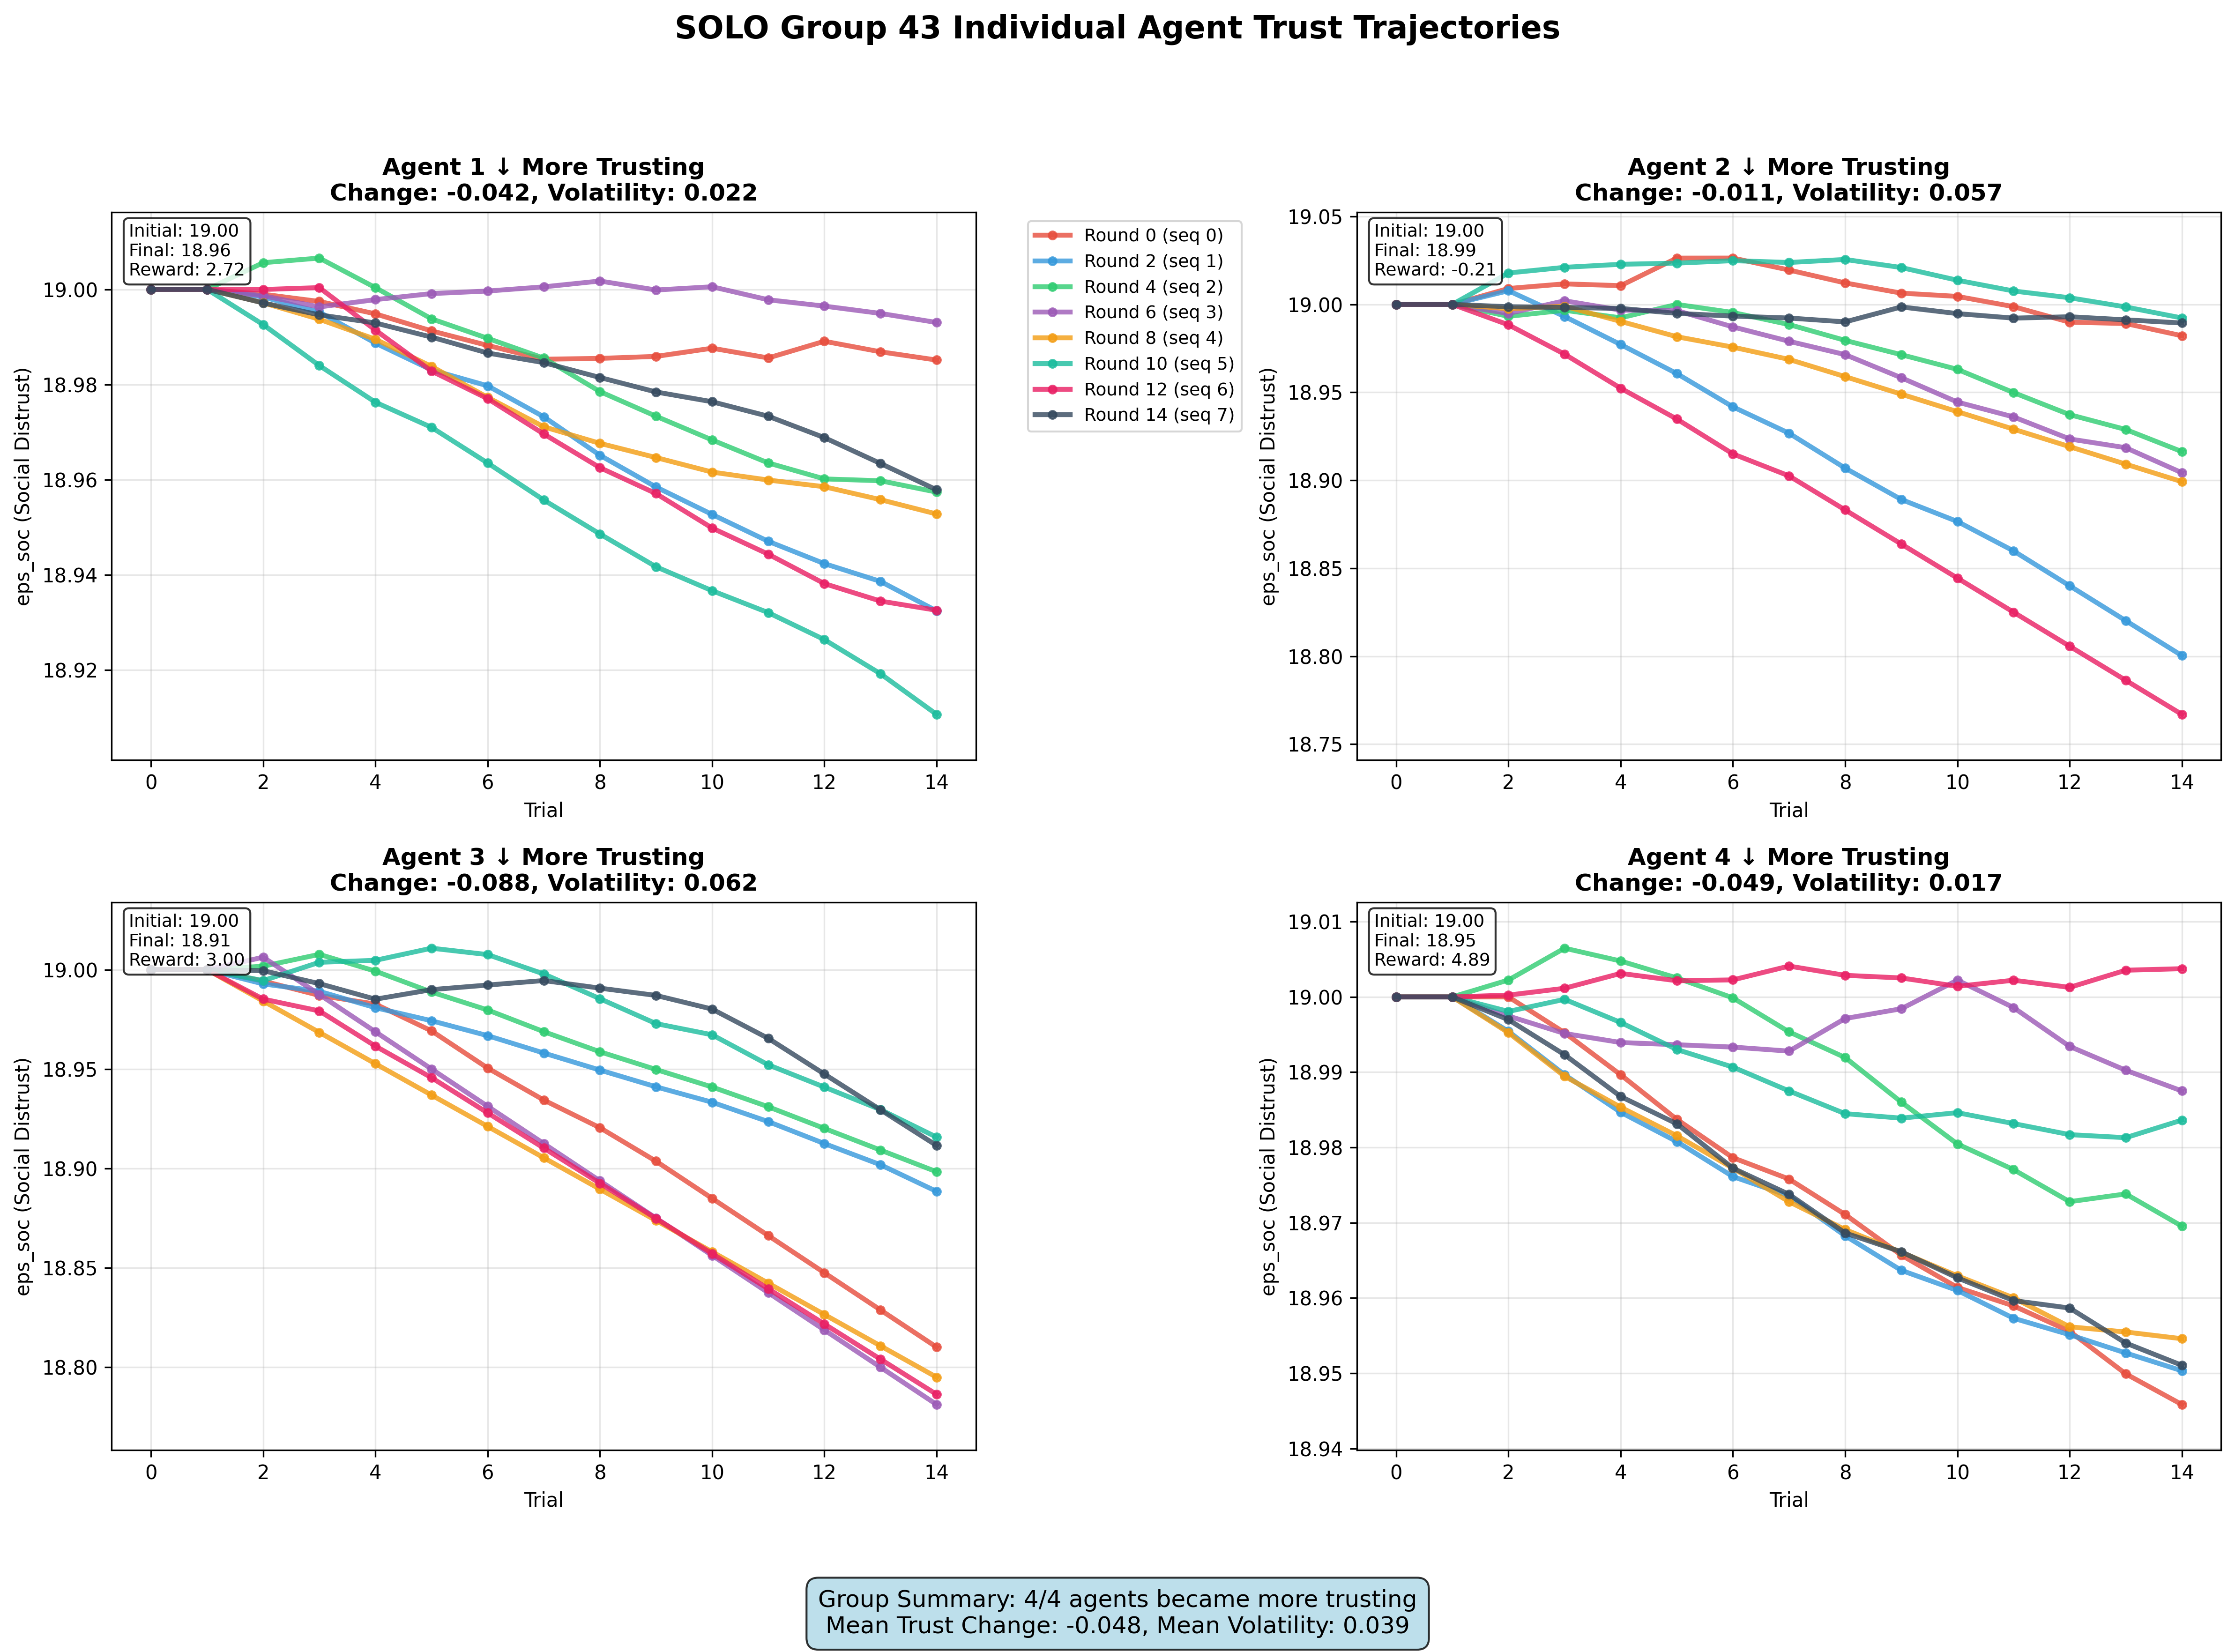 SOLO Group 43 Individual Agent Trust Trajectories
Agent 1 ↓ More Trusting
Change: -0.042, Volatility: 0.022
Initial: 19.00
Final: 18.96
Reward: 2.72
19.00
18.98
18.96
18.94
18.92
eps_soc (Social Distrust)
0 2 4 6 8 10 12 14
Trial
Round 0 (seq 0)
Round 2 (seq 1)
Round 4 (seq 2)
Round 6 (seq 3)
Round 8 (seq 4)
Round 10 (seq 5)
Round 12 (seq 6)
Round 14 (seq 7)
Agent 2 ↓ More Trusting
Change: -0.011, Volatility: 0.057
Initial: 19.00
Final: 18.99
Reward: -0.21
19.05
19.00
18.95
18.90
18.85
18.80
18.75
eps_soc (Social Distrust)
0 2 4 6 8 10 12 14
Trial
Agent 3 ↓ More Trusting
Change: -0.088, Volatility: 0.062
Initial: 19.00
Final: 18.91
Reward: 3.00
19.00
18.95
18.90
18.85
18.80
eps_soc (Social Distrust)
0 2 4 6 8 10 12 14
Trial
Agent 4 ↓ More Trusting
Change: -0.049, Volatility: 0.017
Initial: 19.00
Final: 18.95
Reward: 4.89
19.01
19.00
18.99
18.98
18.97
18.96
18.95
18.94
eps_soc (Social Distrust)
0 2 4 6 8 10 12 14
Trial
Group Summary: 4/4 agents became more trusting
Mean Trust Change: -0.048, Mean Volatility: 0.039